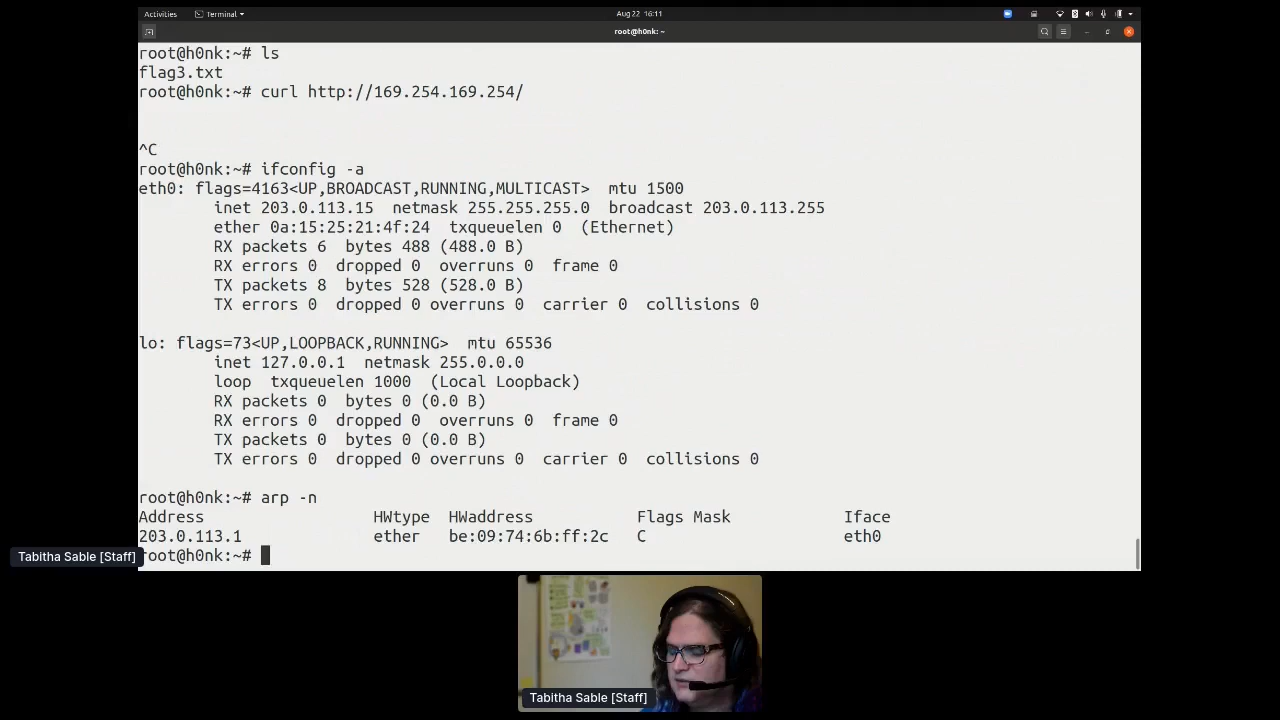 Activities
Terminal
Aug 22 16:11
root@h0nk: ~
root@h0nk:~# ls
flag3.txt
root@h0nk:~# curl http://169.254.169.254/
^C
root@h0nk:~# ifconfig -a
eth0: flags=4163<UP,BROADCAST,RUNNING,MULTICAST>  mtu 1500
        inet 203.0.113.15  netmask 255.255.255.0  broadcast 203.0.113.255
        ether 0a:15:25:21:4f:24  txqueuelen 0  (Ethernet)
        RX packets 6  bytes 488 (488.0 B)
        RX errors 0  dropped 0  overruns 0  frame 0
        TX packets 8  bytes 528 (528.0 B)
        TX errors 0  dropped 0 overruns 0  carrier 0  collisions 0
lo: flags=73<UP,LOOPBACK,RUNNING>  mtu 65536
        inet 127.0.0.1  netmask 255.0.0.0
        loop  txqueuelen 1000  (Local Loopback)
        RX packets 0  bytes 0 (0.0 B)
        RX errors 0  dropped 0  overruns 0  frame 0
        TX packets 0  bytes 0 (0.0 B)
        TX errors 0  dropped 0 overruns 0  carrier 0  collisions 0
root@h0nk:~# arp -n
Address                  HWtype  HWaddress           Flags Mask            Iface
203.0.113.1              ether   be:09:74:6b:ff:2c   C                     eth0
root@h0nk:~#
Tabitha Sable [Staff]
Tabitha Sable [Staff]